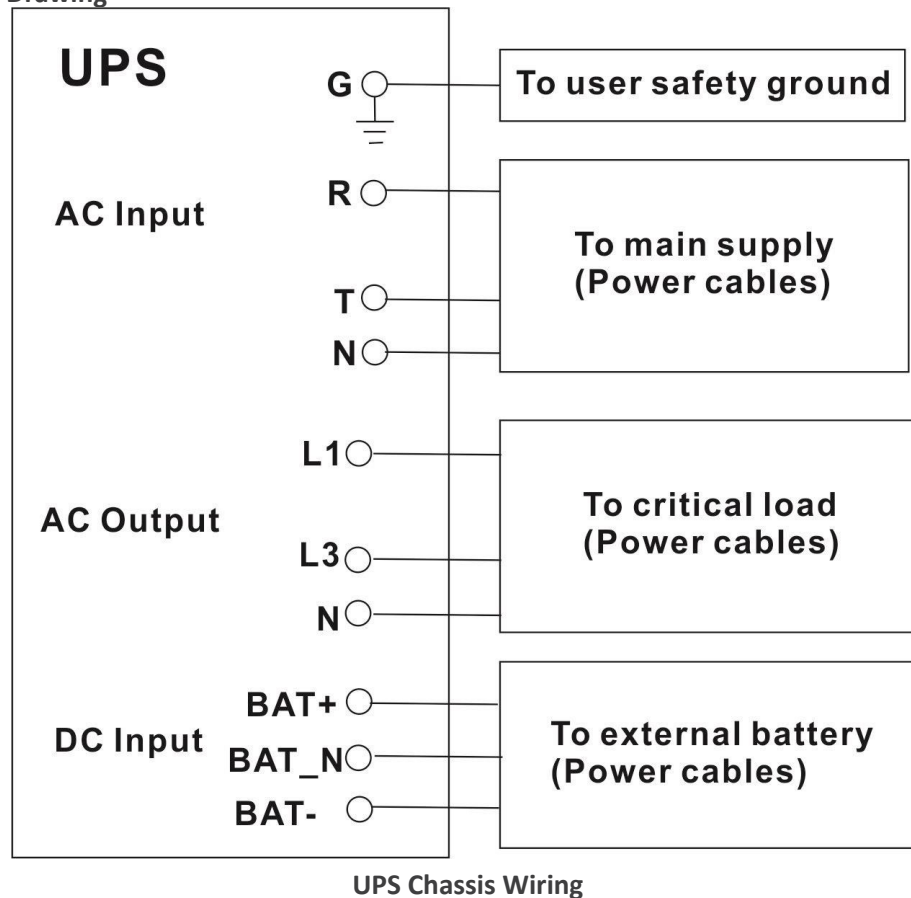 Drawing
UPS
G
To user safety ground
AC Input
R
T
N
To main supply
(Power cables)
AC Output
L1
L3
N
To critical load
(Power cables)
DC Input
BAT+
BAT_N
BAT-
To external battery
(Power cables)
UPS Chassis Wiring